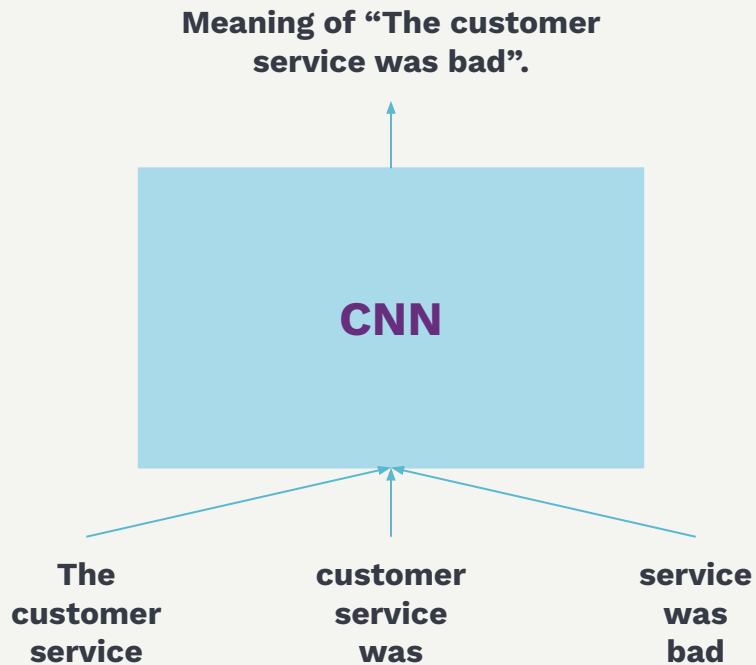 Meaning of “The customer
service was bad”.
CNN
The
customer
service
customer
service
was
service
was
bad